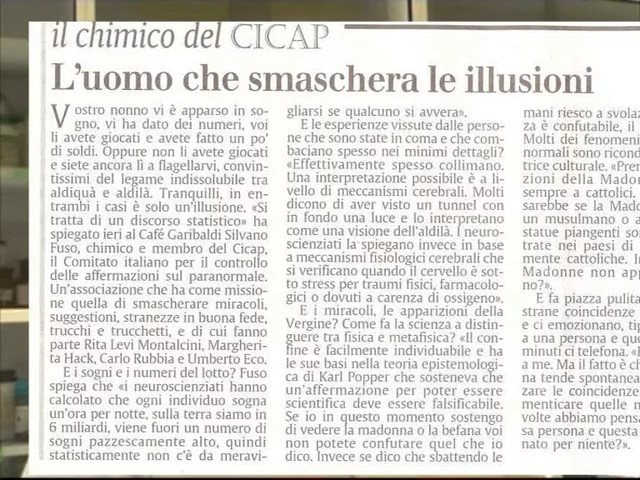 il chimico del CICAP
L'uomo che smaschera le illusioni
Vostro nonno vi è apparso in so-
gno, vi ha dato dei numeri, voi
li avete giocati e avete fatto un po'
di soldi. Oppure non li avete giocati
e siete ancora lì a flagellarvi, convin-
tissimi del legame indissolubile tra
aldiquà e aldilà. Tranquilli, in en-
trambi i casi è solo un'illusione. «Si
tratta di un discorso statistico» ha
spiegato ieri al Café Garibaldi Silvano
Fuso, chimico e membro del Cicap,
il Comitato italiano per il controllo
delle affermazioni sul paranormale.
Un'associazione che ha come missio-
ne quella di smascherare miracoli,
suggestioni, stranezze in buona fede,
trucchi e trucchetti, e di cui fanno
parte Rita Levi Montalcini, Margheri-
ta Hack, Carlo Rubbia e Umberto Eco.
E i sogni e i numeri del lotto? Fuso
spiega che «i neuroscienziati hanno
calcolato che ogni individuo sogna
un'ora per notte, sulla terra siamo in
6 miliardi, viene fuori un numero di
sogni pazzescamente alto, quindi
statisticamente non c'è da meravi-
gliarsi se qualcuno si avvera».
E le esperienze vissute dalle perso-
ne che sono state in coma e che com-
baciano spesso nei minimi dettagli?
«Effettivamente spesso collimano.
Una interpretazione possibile è a li-
vello di meccanismi cerebrali. Molti
dicono di aver visto un tunnel con
in fondo una luce e lo interpretano
come una visione dell'aldilà. I neuro-
scienziati la spiegano invece in base
a meccanismi fisiologici cerebrali che
si verificano quando il cervello è sot-
to stress per traumi fisici, farmacolo-
gici o dovuti a carenza di ossigeno».
E i miracoli, le apparizioni della
Vergine? Come fa la scienza a distin-
guere tra fisica e metafisica? «Il con-
fine è facilmente individuabile e ha
le sue basi nella teoria epistemologi-
ca di Karl Popper che sosteneva che
un'affermazione per poter essere
scientifica deve essere falsificabile.
Se io in questo momento sostengo
di vedere la madonna o la befana voi
non potete confutare quel che io
dico. Invece se dico che sbattendo le
mani riesco a svolaz
za è confutabile, il
Molti dei fenomeni
normali sono ricono
trice culturale. «Pren
zioni della Madon
sempre a cattolici.
sarebbe se la Mado
un musulmano o a
statue piangenti son
trate nei paesi di
mente cattoliche. In
Madonne non app
no?».
E fa piazza pulita
strane coincidenze
e ci emozionano, tip
a una persona e que
minuti ci telefona. «
a me. Ma il fatto è ch
na tende spontanea
zare le coincidenze
menticare quelle n
volte abbiamo pensa
sa persona e questa
nato per niente?».